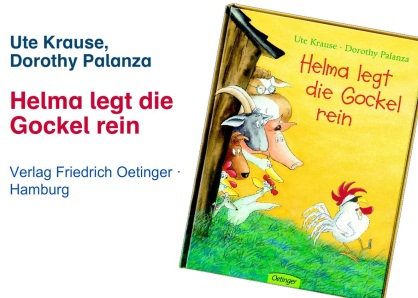 Ute Krause,
Dorothy Palanza
Helma legt die
Gockel rein
Verlag Friedrich Oetinger ·
Hamburg
Ute Krause · Dorothy Palanza
Helma legt
die Gockel
rein
Oetinger